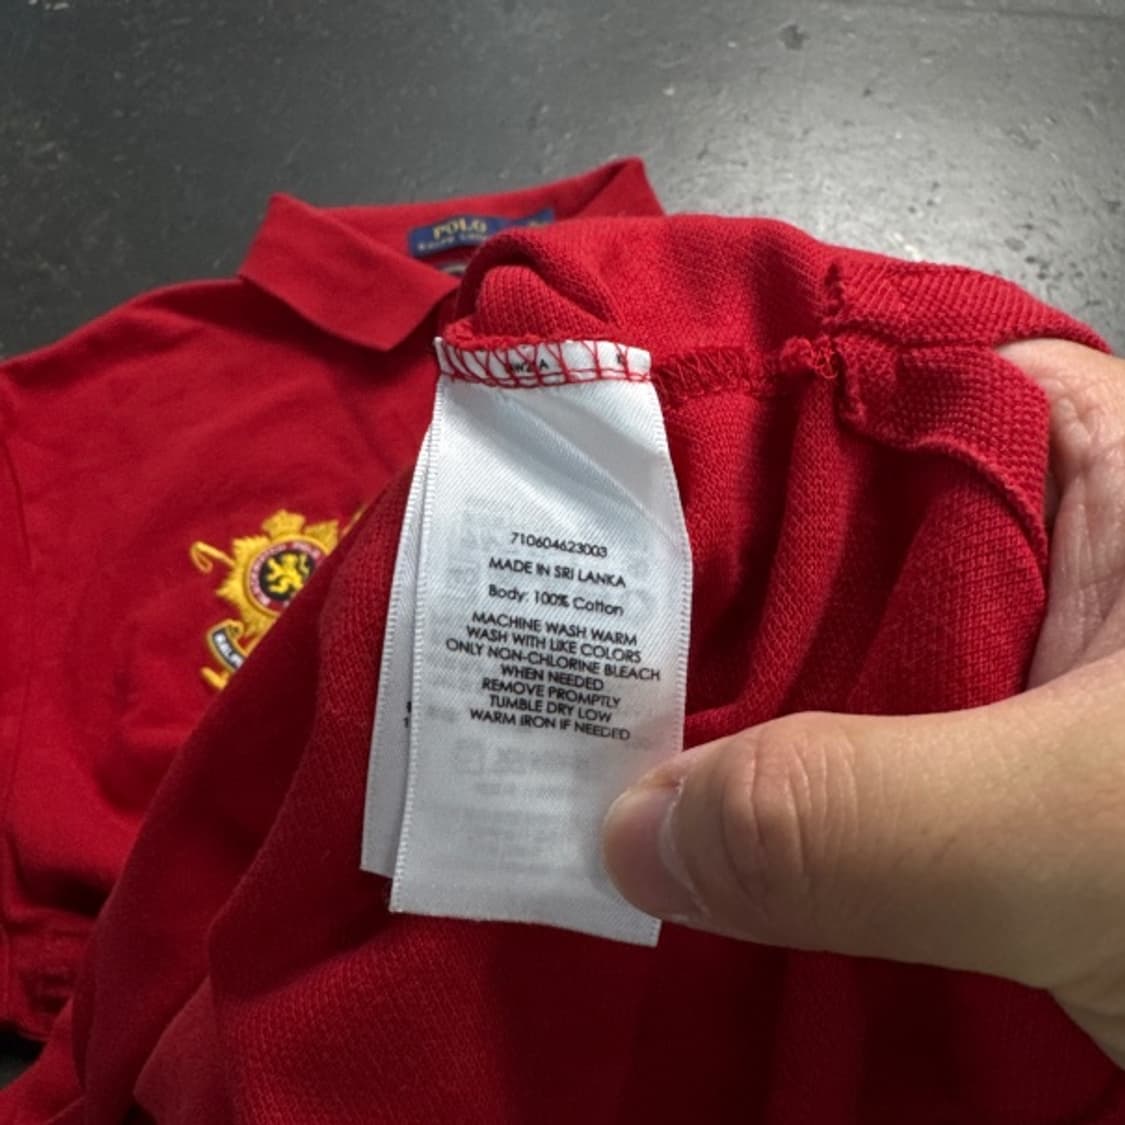 POLO
710604623003
MADE IN SRI LANKA
Body: 100% Cotton
MACHINE WASH WARM
WASH WITH LIKE COLORS
ONLY NON-CHLORINE BLEACH
WHEN NEEDED
REMOVE PROMPTLY
TUMBLE DRY LOW
WARM IRON IF NEEDED